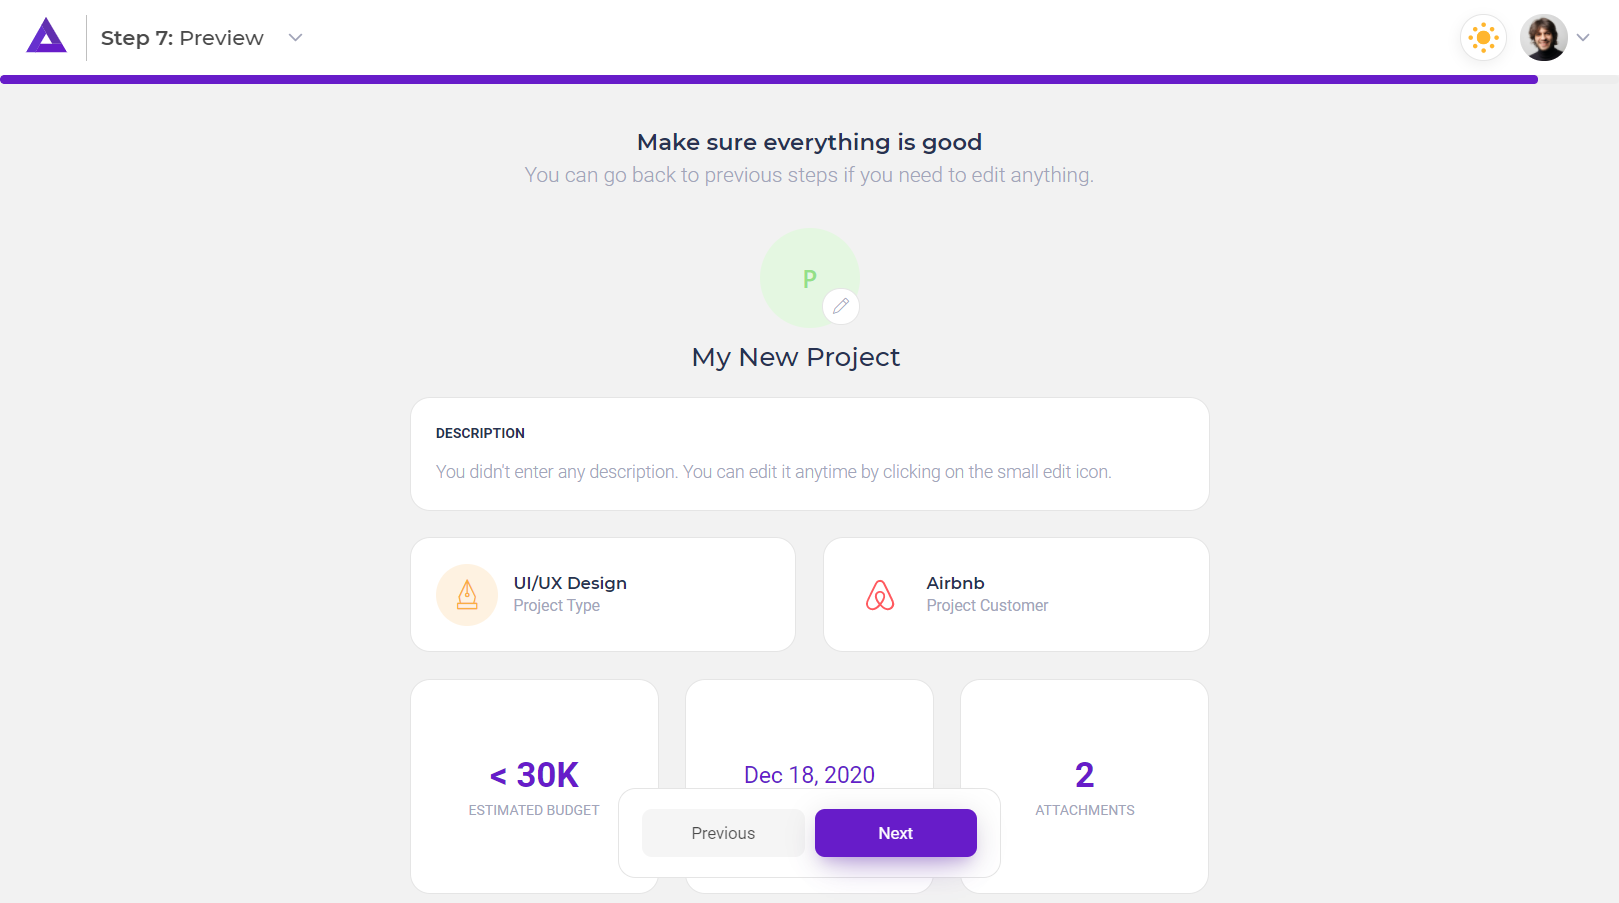 Step 7: Preview
Make sure everything is good
You can go back to previous steps if you need to edit anything.
P
My New Project
DESCRIPTION
You didn't enter any description. You can edit it anytime by clicking on the small edit icon.
UI/UX Design
Project Type
Airbnb
Project Customer
< 30K
ESTIMATED BUDGET
Dec 18, 2020
2
ATTACHMENTS
Previous
Next